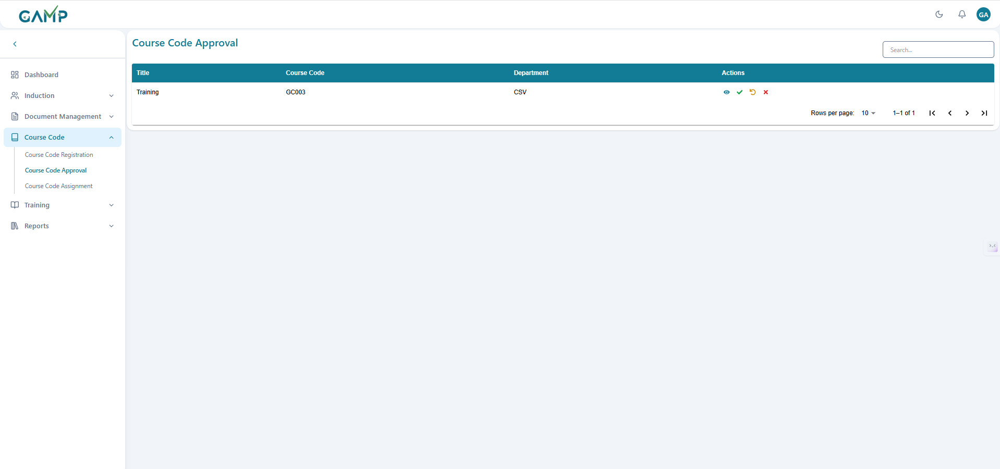 GAMP
GA
Course Code Approval
Search...
Dashboard
Induction
Document Management
Course Code
Course Code Registration
Course Code Approval
Course Code Assignment
Training
Reports
Title Course Code Department Actions
Training GC003 CSV
Rows per page: 10 1–1 of 1